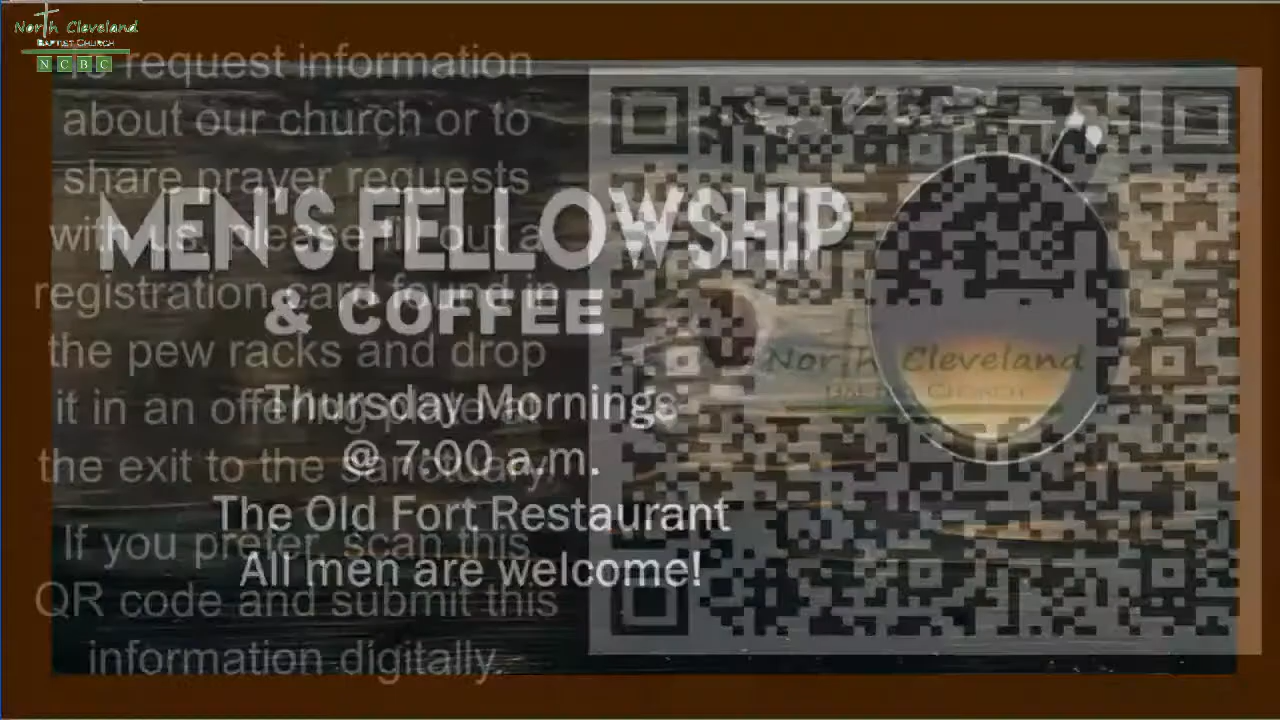 North Cleveland
BAPTIST CHURCH
N C B C
To request information
about our church or to
share prayer requests
with us, please fill out a
registration card found in
the pew racks and drop
it in an offering plate at
the exit to the sanctuary.
If you prefer, scan this
QR code and submit this
information digitally.
MEN'S FELLOWSHIP
& COFFEE
Thursday Mornings
@ 7:00 a.m.
The Old Fort Restaurant
All men are welcome!
North Cleveland
BAPTIST CHURCH